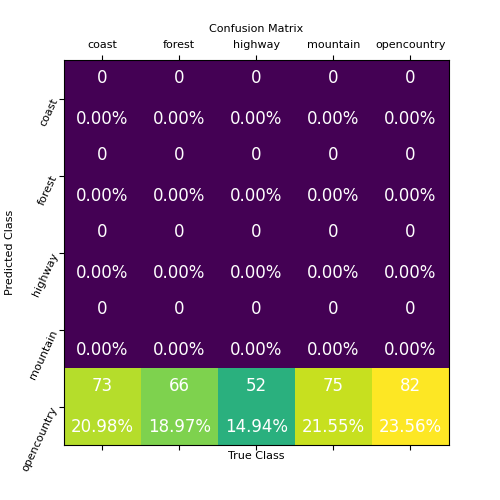 Confusion Matrix
coast forest highway mountain opencountry
0 0 0 0 0
coast
0.00% 0.00% 0.00% 0.00% 0.00%
0 0 0 0 0
forest
0.00% 0.00% 0.00% 0.00% 0.00%
0 0 0 0 0
Predicted Class
highway
0.00% 0.00% 0.00% 0.00% 0.00%
0 0 0 0 0
mountain
0.00% 0.00% 0.00% 0.00% 0.00%
73 66 52 75 82
opencountry
20.98% 18.97% 14.94% 21.55% 23.56%
True Class